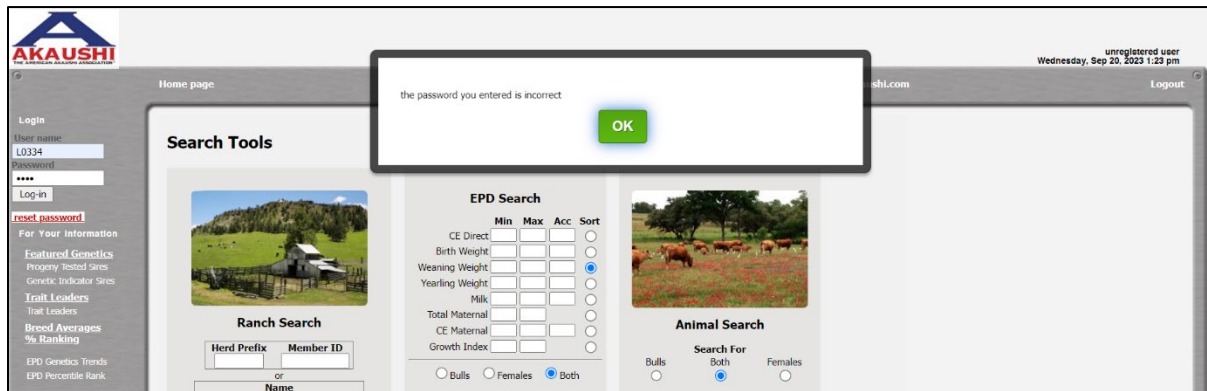 AKAUSHI
THE AMERICAN AKAUSHI ASSOCIATION
unregistered user
Wednesday, Sep 20, 2023 1:23 pm
Home page
shi.com
Logout
the password you entered is incorrect
OK
Login
User name
L0334
Password
••••
Log-in
reset password
For Your Information
Featured Genetics
Progeny Tested Sires
Genetic Indicator Sires
Trait Leaders
Trait Leaders
Breed Averages
% Ranking
EPD Genetics Trends
EPD Percentile Rank
Search Tools
Ranch Search
Herd Prefix Member ID
or
Name
EPD Search
Min Max Acc Sort
CE Direct
Birth Weight
Weaning Weight
Yearling Weight
Milk
Total Maternal
CE Maternal
Growth Index
Bulls Females Both
Animal Search
Search For
Bulls Both Females